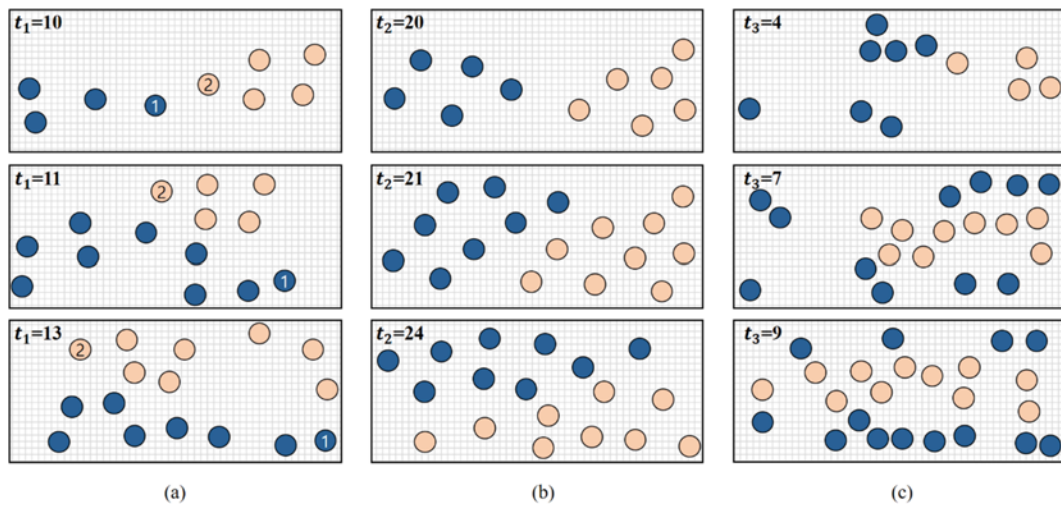 t₁=10
t₂=20
t₃=4
1
2
t₁=11
t₂=21
t₃=7
2
1
t₁=13
t₂=24
t₃=9
2
1
(a)
(b)
(c)